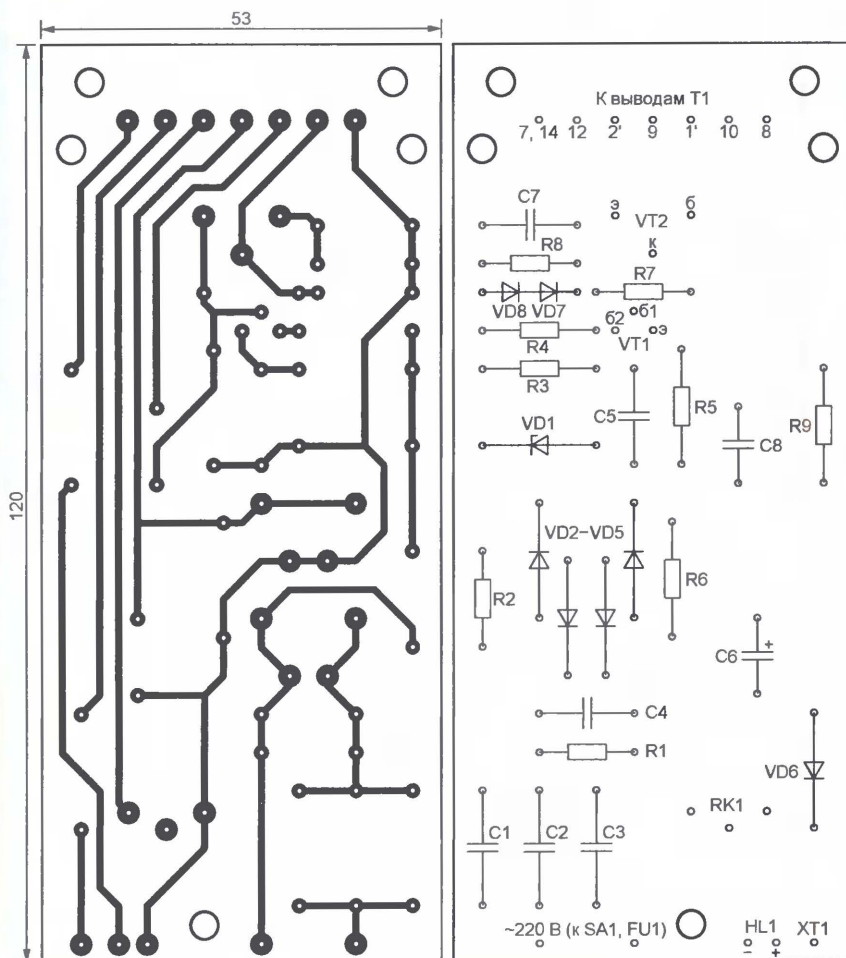 53
120
К выводам Т1
7, 14 12 2' 9 1' 10 8
C7
э б
VT2
к
R8
R7
VD8 VD7
б1
б2 э
R4 VT1
R3
C5 R5 R9
VD1 C8
VD2–VD5
R2 R6
C6 +
C4
R1 VD6
RK1
C1 C2 C3
~220 В (к SA1, FU1) HL1 XT1
– +